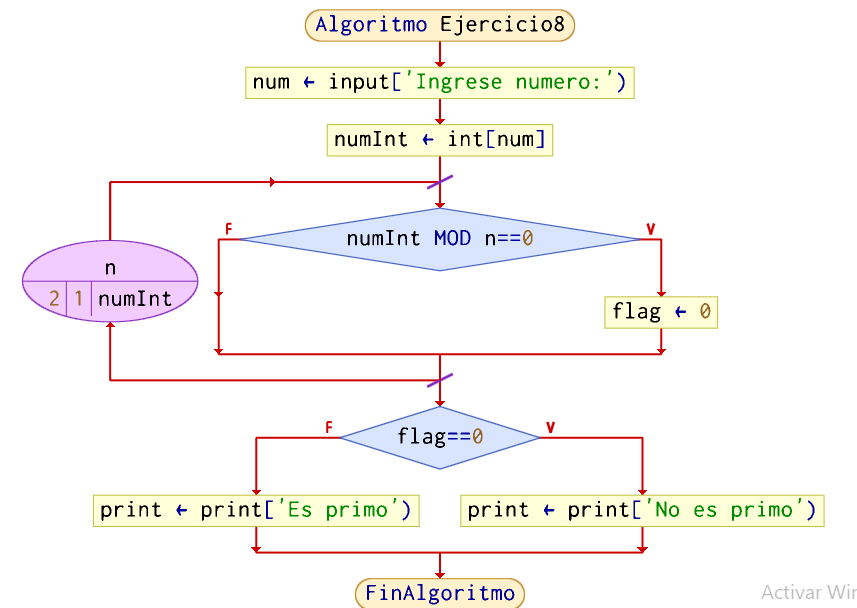 Algoritmo Ejercicio8
num ← input['Ingrese numero:')
numInt ← int[num]
F
numInt MOD n==0
V
n
2 1 numInt
flag ← 0
F
flag==0
V
print ← print['Es primo')
print ← print['No es primo')
FinAlgoritmo
Activar Wir